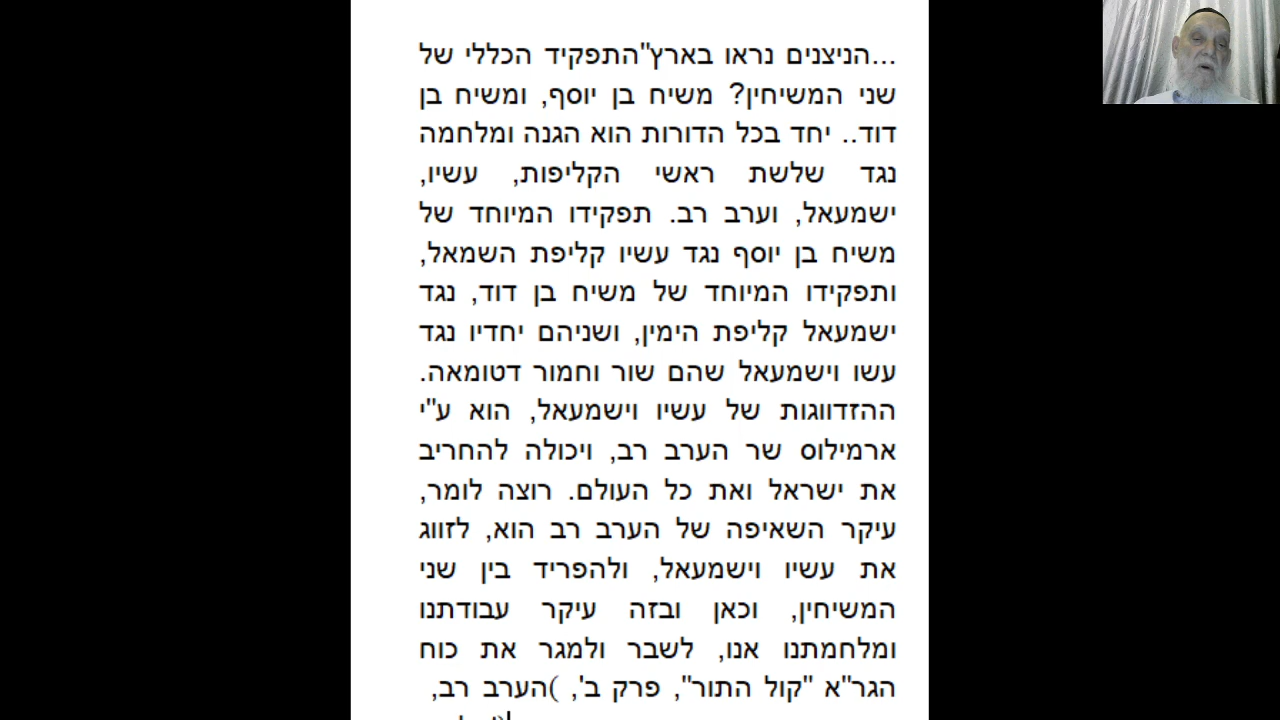 ...הניצנים נראו בארץ"התפקיד הכללי של
שני המשיחין? משיח בן יוסף, ומשיח בן
דוד.. יחד בכל הדורות הוא הגנה ומלחמה
נגד שלשת ראשי הקליפות, עשיו,
ישמעאל, וערב רב. תפקידו המיוחד של
משיח בן יוסף נגד עשיו קליפת השמאל,
ותפקידו המיוחד של משיח בן דוד, נגד
ישמעאל קליפת הימין, ושניהם יחדיו נגד
עשו וישמעאל שהם שור וחמור דטומאה.
ההזדווגות של עשיו וישמעאל, הוא ע"י
ארמילוס שר הערב רב, ויכולה להחריב
את ישראל ואת כל העולם. רוצה לומר,
עיקר השאיפה של הערב רב הוא, לזווג
את עשיו וישמעאל, ולהפריד בין שני
המשיחין, וכאן ובזה עיקר עבודתנו
ומלחמתנו אנו, לשבר ולמגר את כוח
הגר"א "קול התור", פרק ב', )הערב רב,